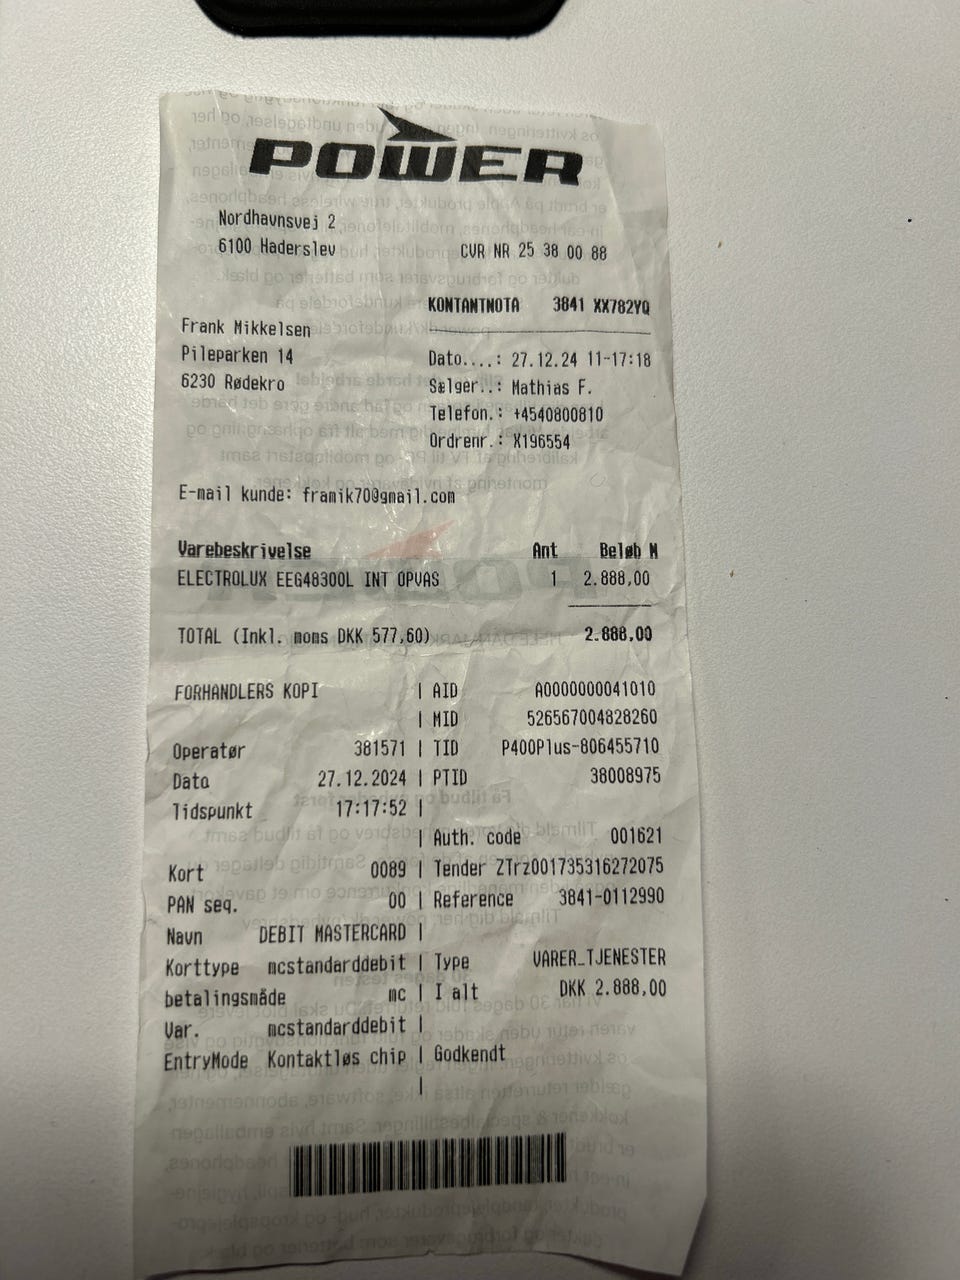 POWER
Nordhavnsvej 2
6100 Haderslev CVR NR 25 38 00 88
KONTANTNOTA 3841 XX782YQ
Frank Mikkelsen
Pileparken 14 Dato....: 27.12.24 11-17:18
6230 Rødekro Sælger..: Mathias F.
Telefon.: +4540800810
Ordrenr.: X196554
E-mail kunde: framik70@gmail.com
Varebeskrivelse Ant Beløb M
ELECTROLUX EEG48300L INT OPVAS 1 2.888,00
TOTAL (Inkl. moms DKK 577,60) 2.888,00
FORHANDLERS KOPI | AID A0000000041010
| MID 526567004828260
Operatør 381571 | TID P400Plus-806455710
Dato 27.12.2024 | PTID 38008975
Tidspunkt 17:17:52 |
| Auth. code 001621
Kort 0089 | Tender ZTrz001735316272075
PAN seq. 00 | Reference 3841-0112990
Navn DEBIT MASTERCARD |
Korttype mcstandarddebit | Type VARER_TJENESTER
betalingsmåde mc | I alt DKK 2.888,00
Var. mcstandarddebit |
EntryMode Kontaktløs chip | Godkendt
|